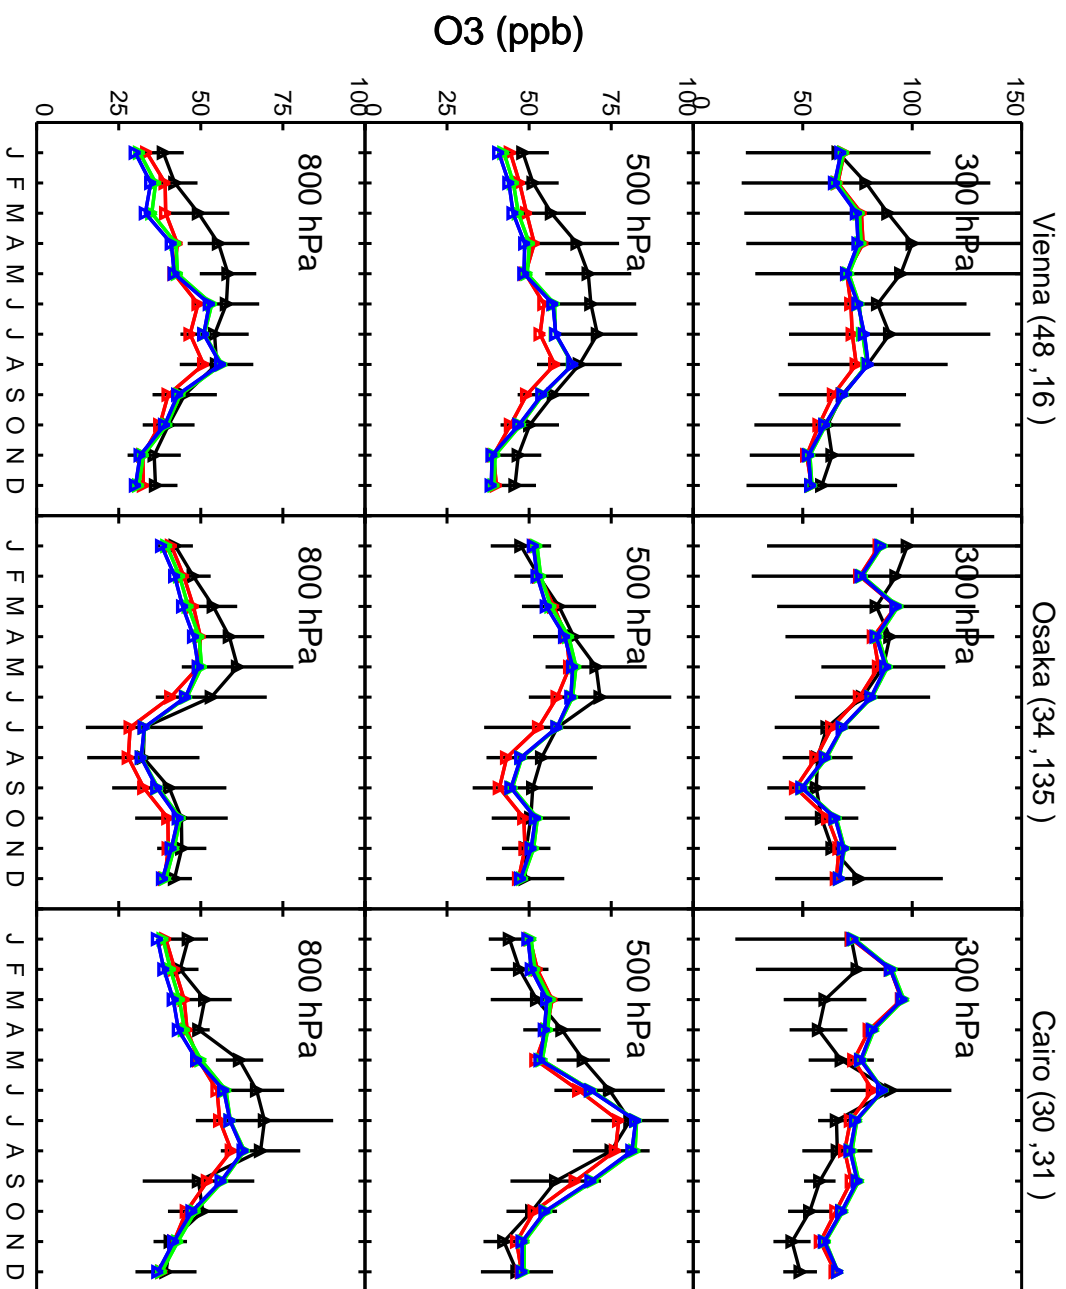 O3 (ppb)
0 25 50 75 100
0 25 50 75 100
0 50 100 150
Vienna (48 ,16 )
300 hPa
500 hPa
800 hPa
J F M A M J J A S O N D
Osaka (34 ,135 )
300 hPa
500 hPa
800 hPa
J F M A M J J A S O N D
Cairo (30 ,31 )
300 hPa
500 hPa
800 hPa
J F M A M J J A S O N D